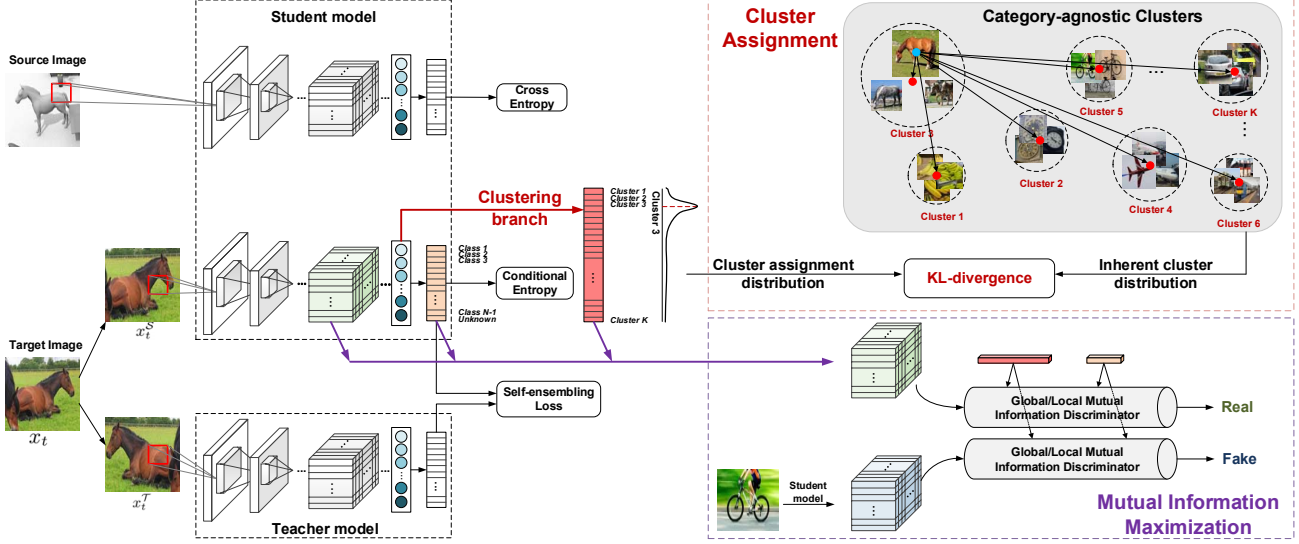 Student model
Source Image
Cross
Entropy
Clustering
branch
Cluster 1
Cluster 2
Cluster 3
Cluster K
Cluster 3
Class 1
Class 2
Class 3
Class N-1
Unknown
Conditional
Entropy
x_t^S
Target Image
x_t
x_t^T
Self-ensembling
Loss
Teacher model
Cluster
Assignment
Category-agnostic Clusters
Cluster 3
Cluster 5
...
Cluster K
Cluster 2
Cluster 4
Cluster 1
Cluster 6
Cluster assignment
distribution
KL-divergence
Inherent cluster
distribution
Global/Local Mutual
Information Discriminator
Real
Global/Local Mutual
Information Discriminator
Fake
Student
model
Mutual Information
Maximization